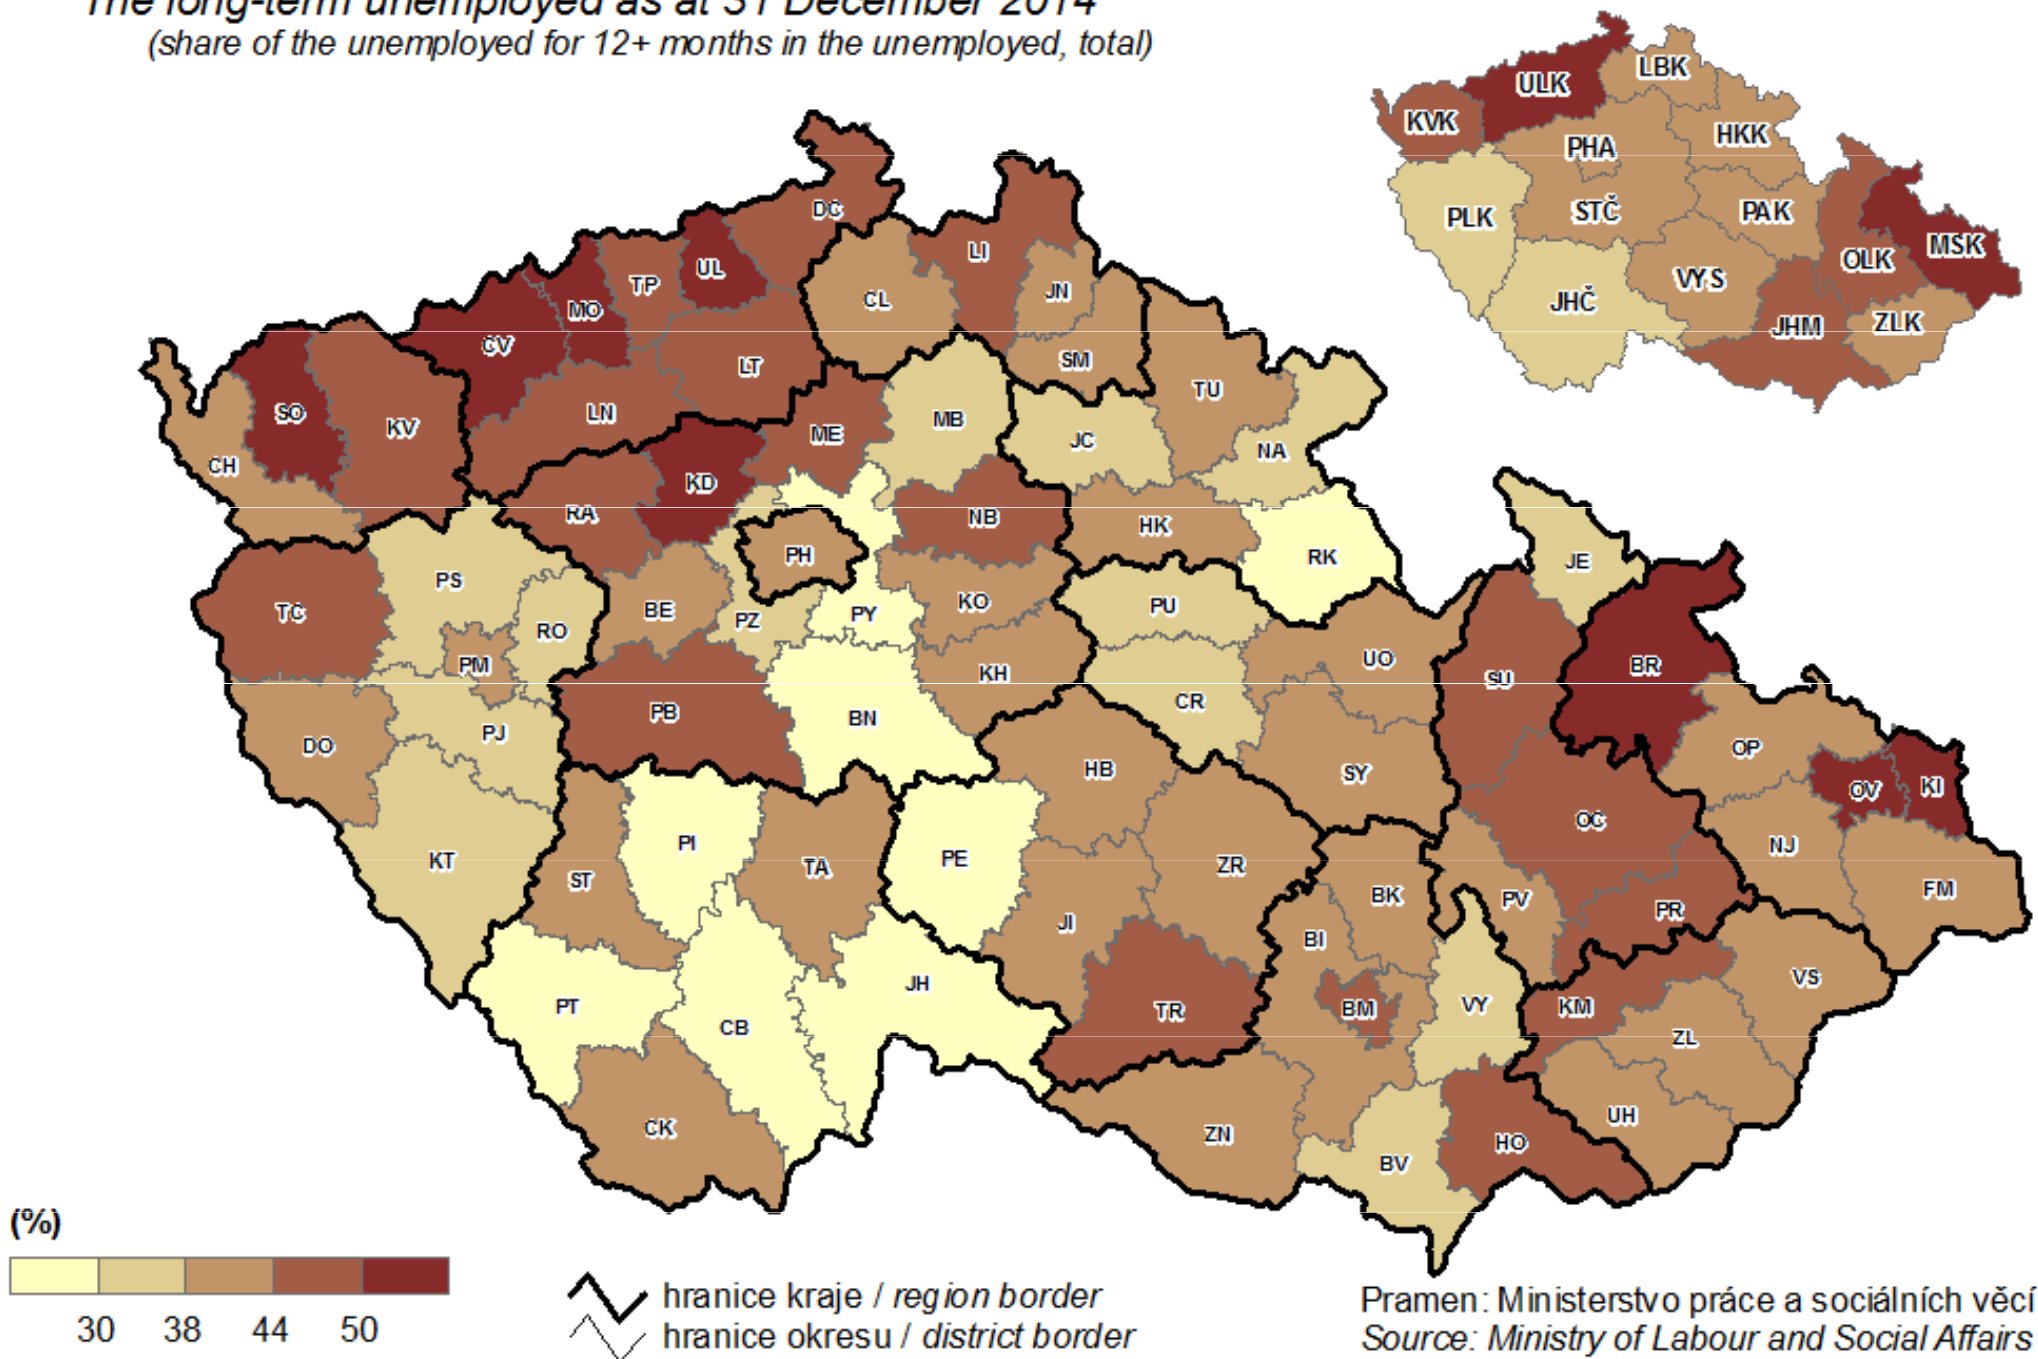 The long-term unemployed as at 31 December 2014
(share of the unemployed for 12+ months in the unemployed, total)
ULK
LBK
KVK
PHA
HKK
PLK
STČ
PAK
MSK
OLK
VYS
JHČ
JHM
ZLK
DC
LI
UL
TP
MO
CL
JN
CV
LT
SM
SO
KV
LN
TU
CH
ME
MB
JC
NA
KD
RA
NB
HK
PH
RK
JE
PS
TC
BE
PZ
PY
KO
PU
RO
PM
KH
UO
SU
BR
PB
BN
CR
PJ
DO
HB
SY
OP
OV
KI
OC
KT
PI
TA
PE
ZR
NJ
ST
BK
PV
PR
FM
JI
BI
VS
PT
JH
CB
TR
BM
VY
KM
ZL
CK
ZN
BV
HO
UH
(%)
30 38 44 50
hranice kraje / region border
hranice okresu / district border
Pramen: Ministerstvo práce a sociálních věcí
Source: Ministry of Labour and Social Affairs